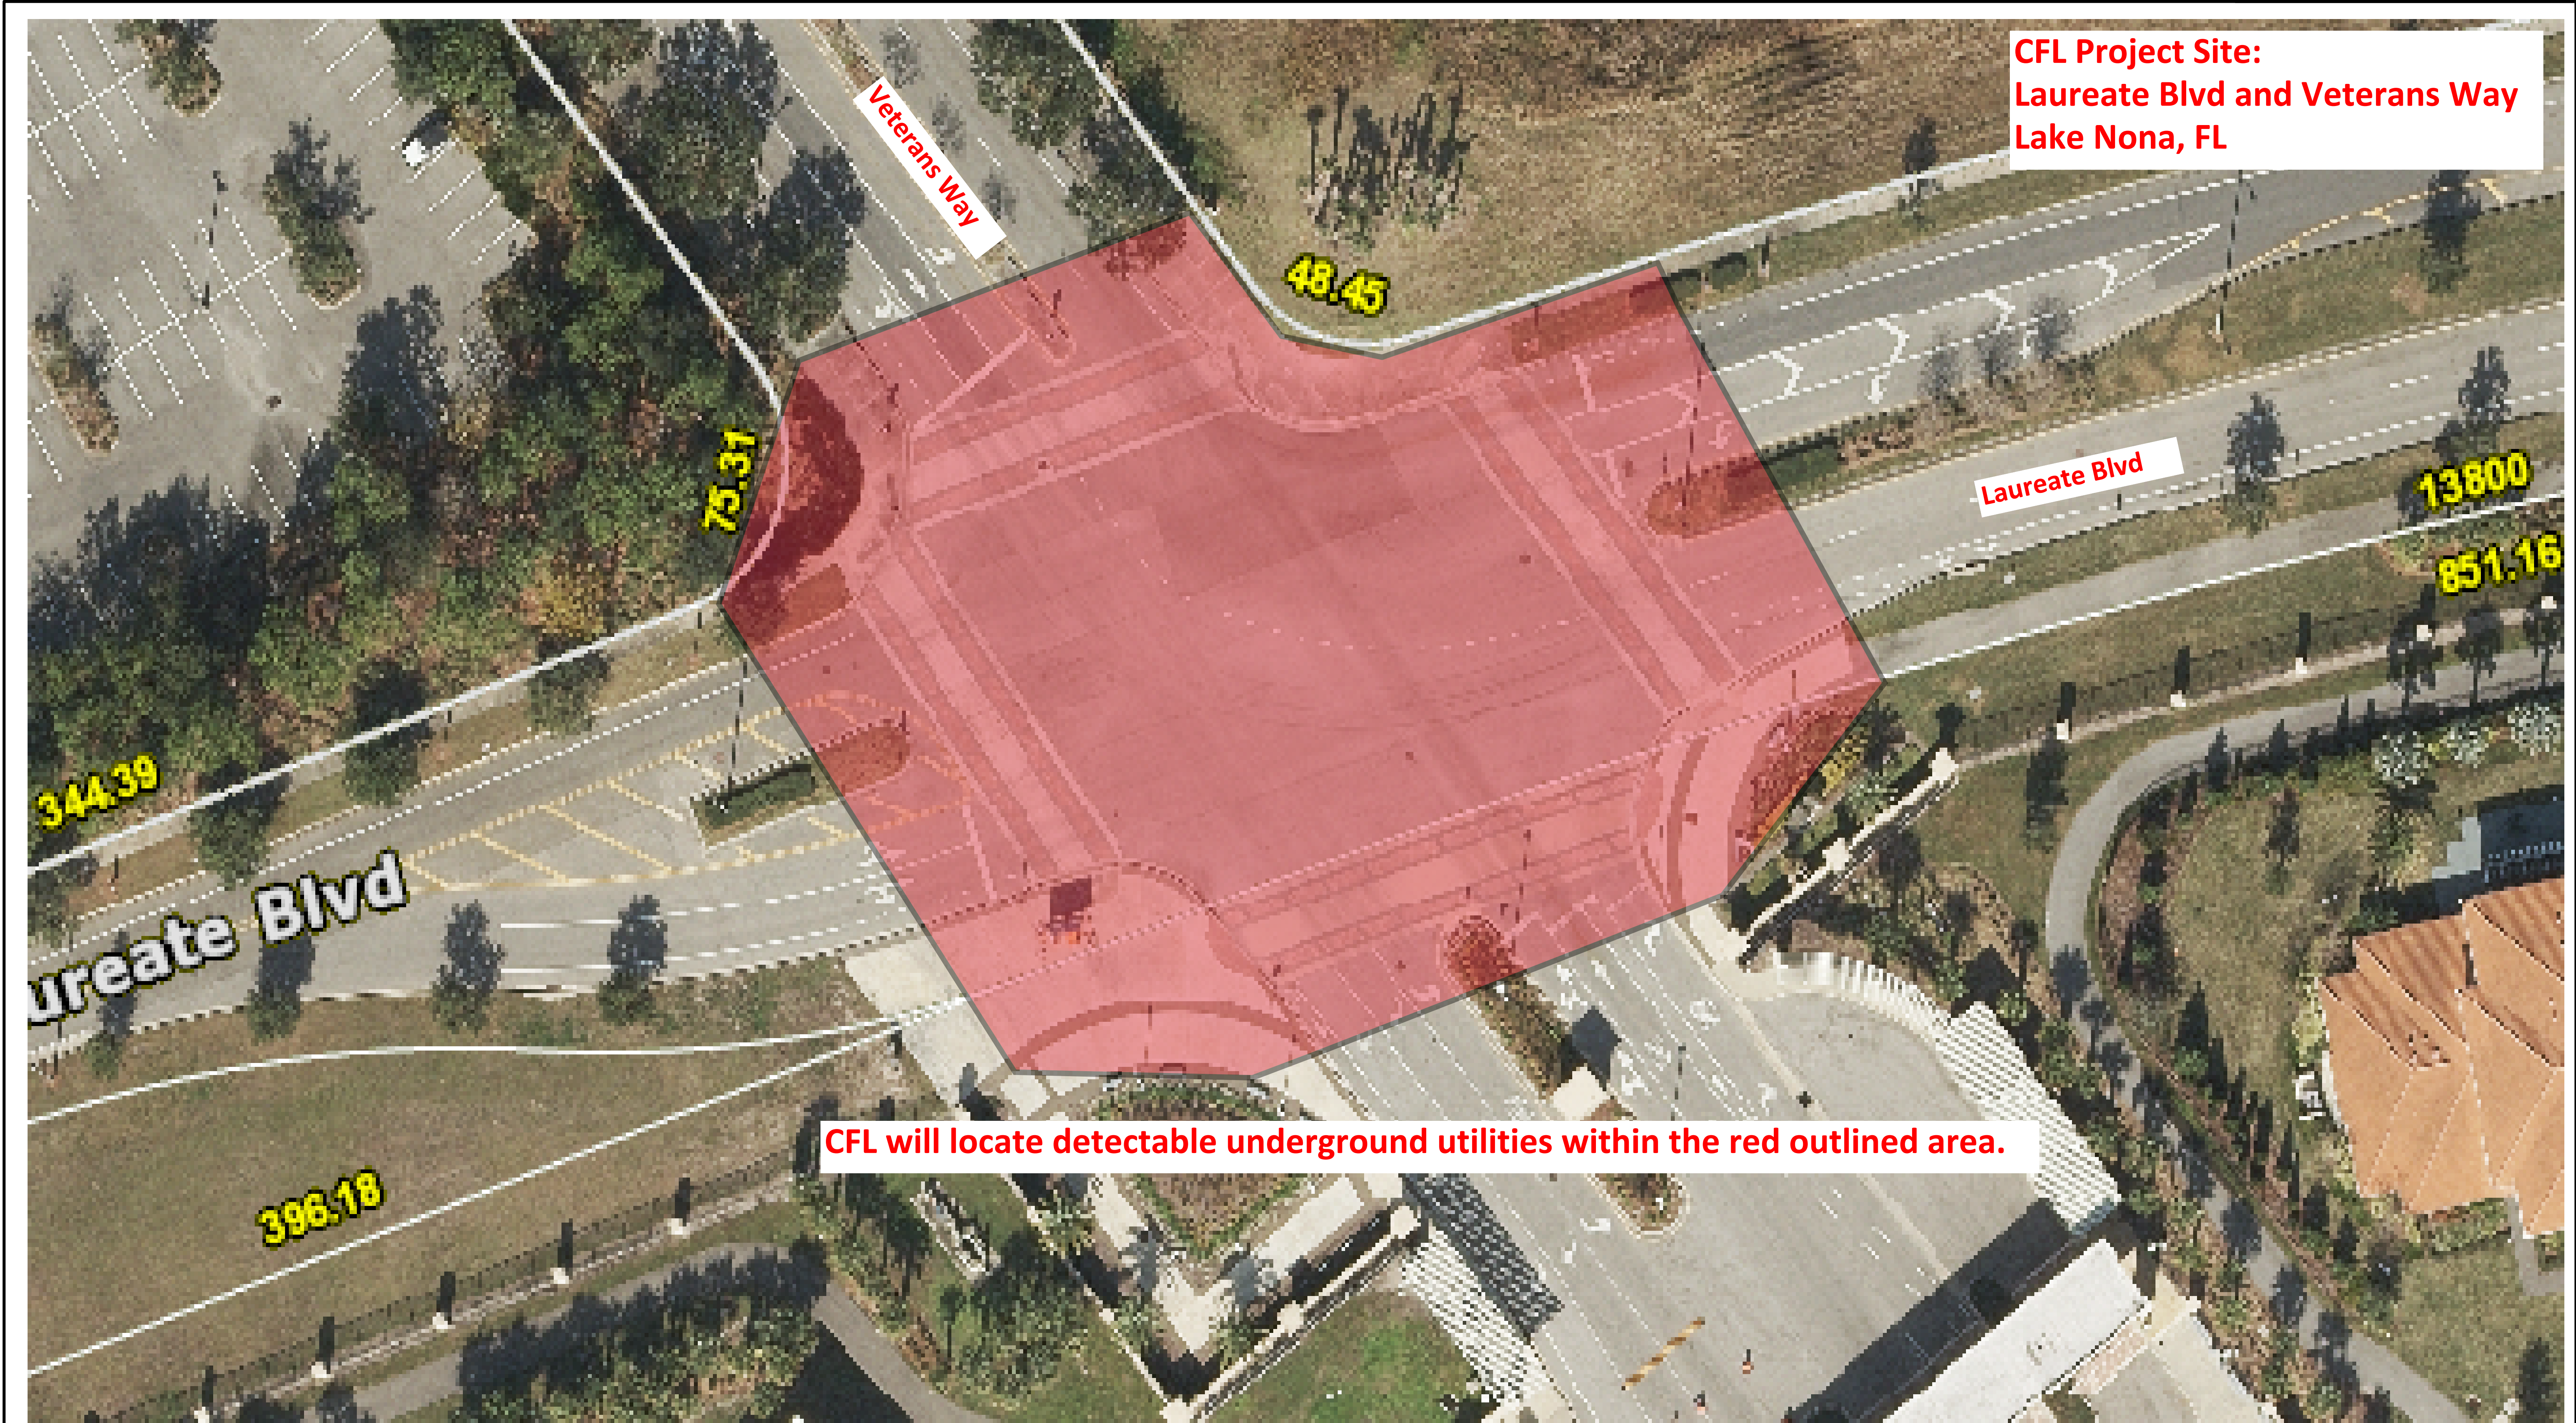 CFL Project Site:
Laureate Blvd and Veterans Way
Lake Nona, FL
Veterans Way
48.45
75.31
Laureate Blvd
13800
851.16
344.39
ureate Blvd
CFL will locate detectable underground utilities within the red outlined area.
396.18